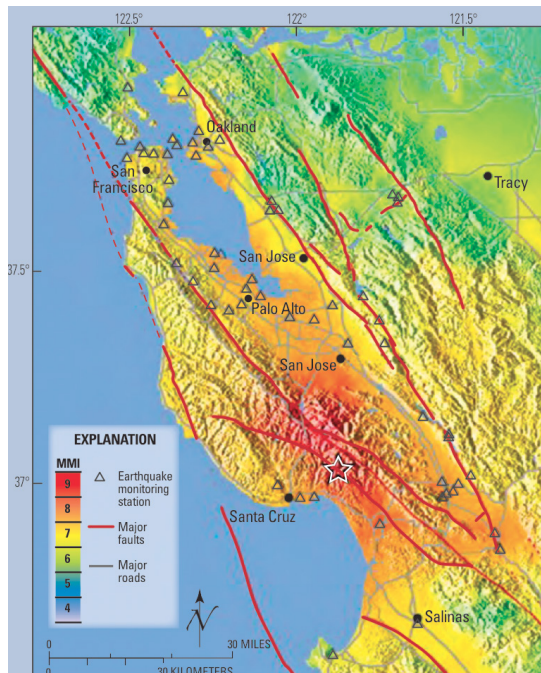 122.5°
122°
121.5°
Oakland
San
Francisco
Tracy
San Jose
37.5°
Palo Alto
San Jose
EXPLANATION
MMI
9
8
7
6
5
4
Earthquake
monitoring
station
Major
faults
Major
roads
37°
Santa Cruz
N
Salinas
0
30 MILES
0
30 KILOMETERS